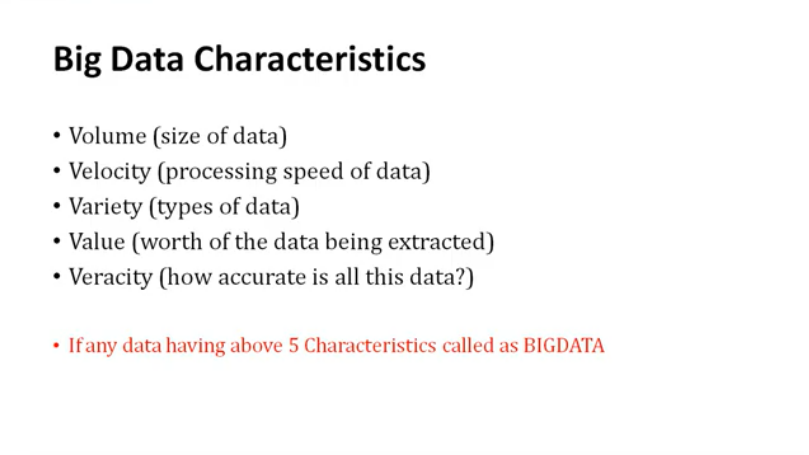 Big Data Characteristics
• Volume (size of data)
• Velocity (processing speed of data)
• Variety (types of data)
• Value (worth of the data being extracted)
• Veracity (how accurate is all this data?)
• If any data having above 5 Characteristics called as BIGDATA